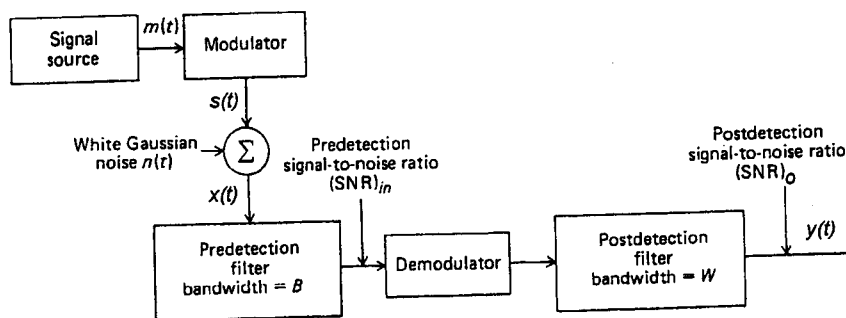 Signal
source
m(t)
Modulator
s(t)
White Gaussian
noise n(t)
Σ
x(t)
Predetection
signal-to-noise ratio
(SNR)in
Postdetection
signal-to-noise ratio
(SNR)o
Predetection
filter
bandwidth = B
Demodulator
Postdetection
filter
bandwidth = W
y(t)